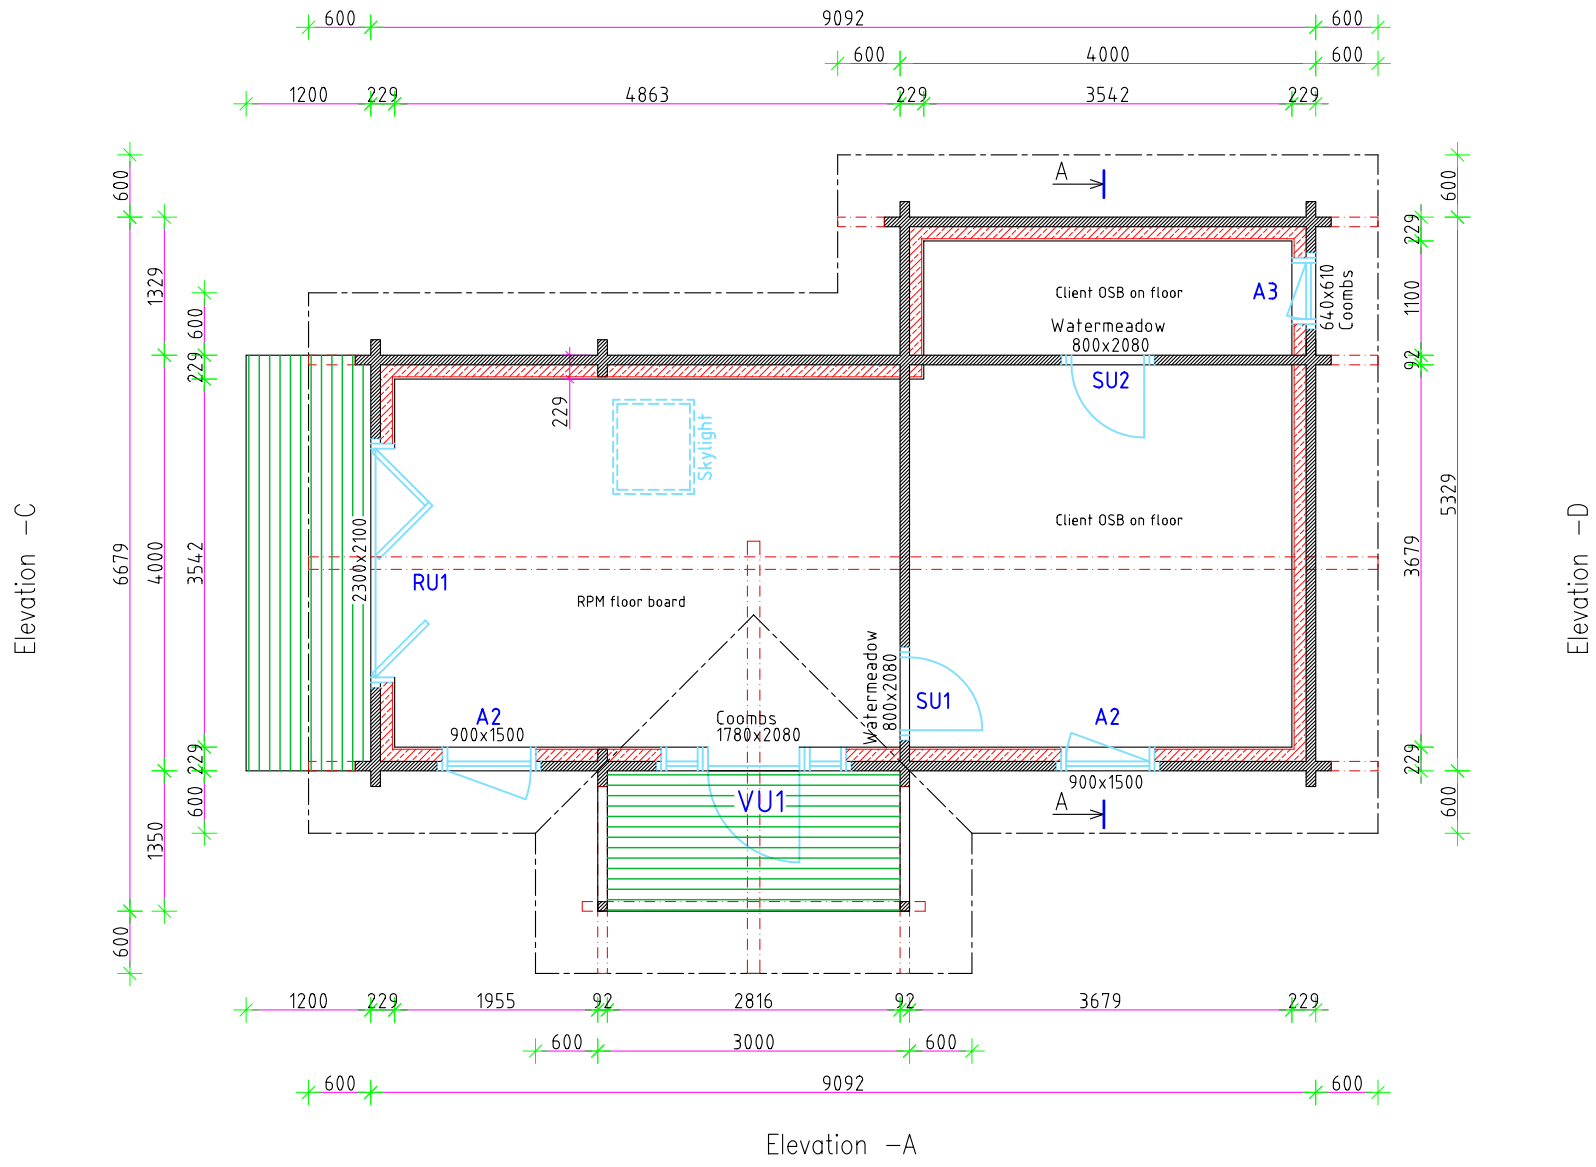 600 9092 600
600 4000 600
1200 229 4863 229 3542 229
600
A
600
1329
229
Client OSB on floor
A3
640x610
Coombs
1100
600
Watermeadow
800x2080
229
92
SU2
229
Skylight
Elevation -C
6679
4000
3542
2300x2100
RU1
Client OSB on floor
RPM floor board
3679
5329
Elevation -D
Watermeadow
800x2080
SU1
A2
900x1500
Coombs
1780x2080
A2
229
229
900x1500
600
VU1
A
600
1350
600
1200 229 1955 92 2816 92 3679 229
600 3000 600
600 9092 600
Elevation -A